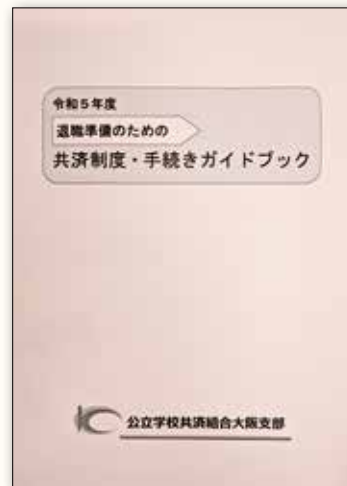 令和5年度
退職準備のための
共済制度・手続きガイドブック
公立学校共済組合大阪支部